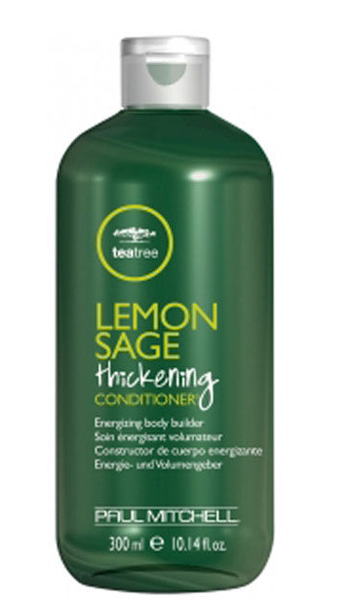 teatree
LEMON
SAGE
thickening
CONDITIONER
Energizing body builder
Soin énergisant volumateur
Constructor de cuerpo energizante
Energie- und Volumengeber
PAUL MITCHELL
300 ml e 10.14 fl.oz.